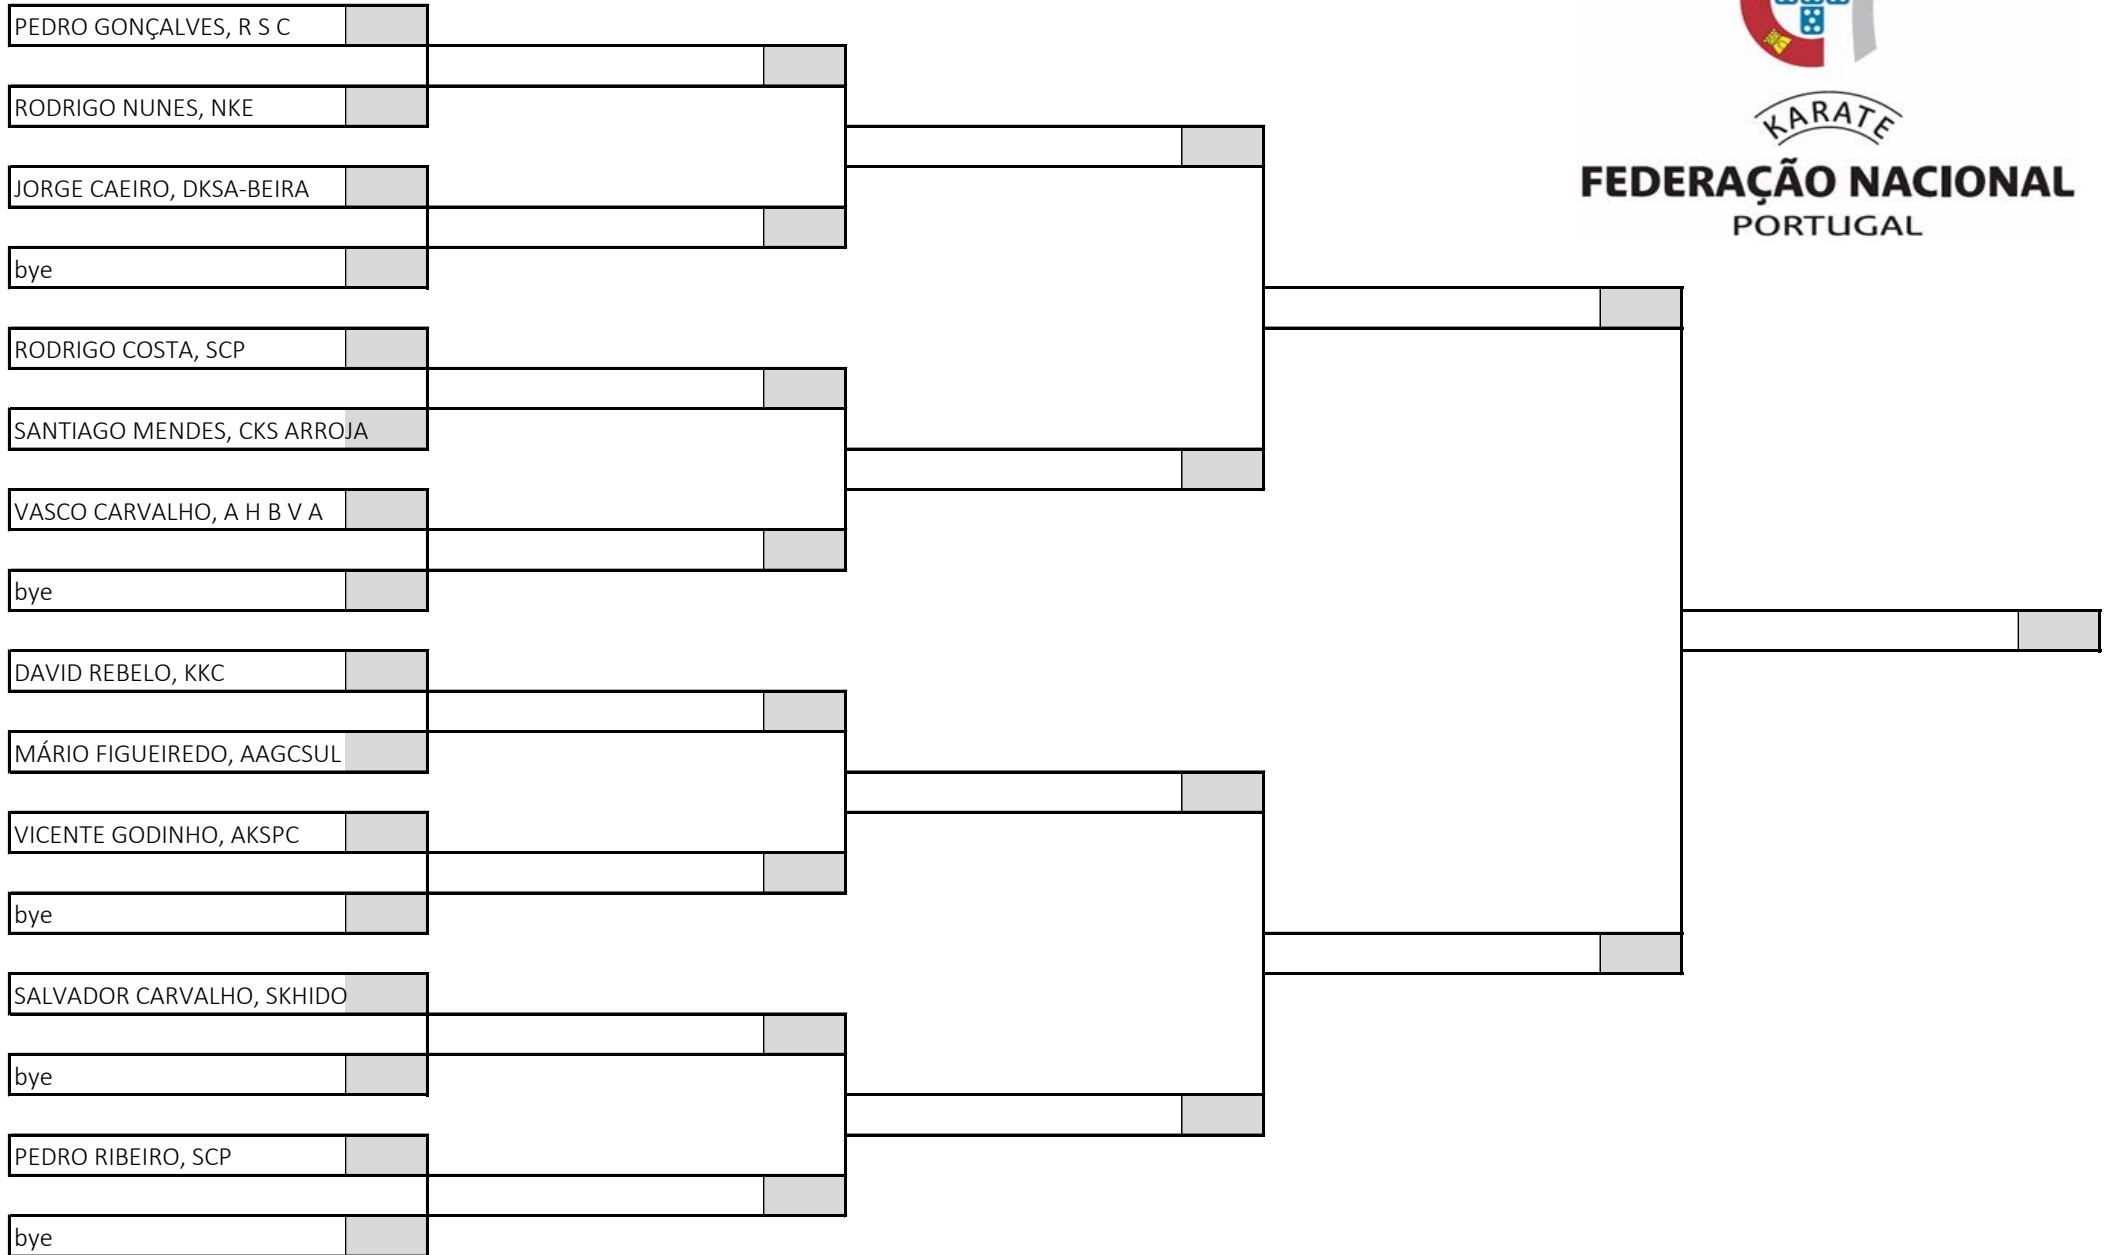 PEDRO GONÇALVES, R S C
RODRIGO NUNES, NKE
JORGE CAEIRO, DKSA-BEIRA
bye
RODRIGO COSTA, SCP
SANTIAGO MENDES, CKS ARROJA
VASCO CARVALHO, A H B V A
bye
DAVID REBELO, KKC
MÁRIO FIGUEIREDO, AAGCSUL
VICENTE GODINHO, AKSPC
bye
SALVADOR CARVALHO, SKHIDO
bye
PEDRO RIBEIRO, SCP
bye
KARATE
FEDERAÇÃO NACIONAL
PORTUGAL